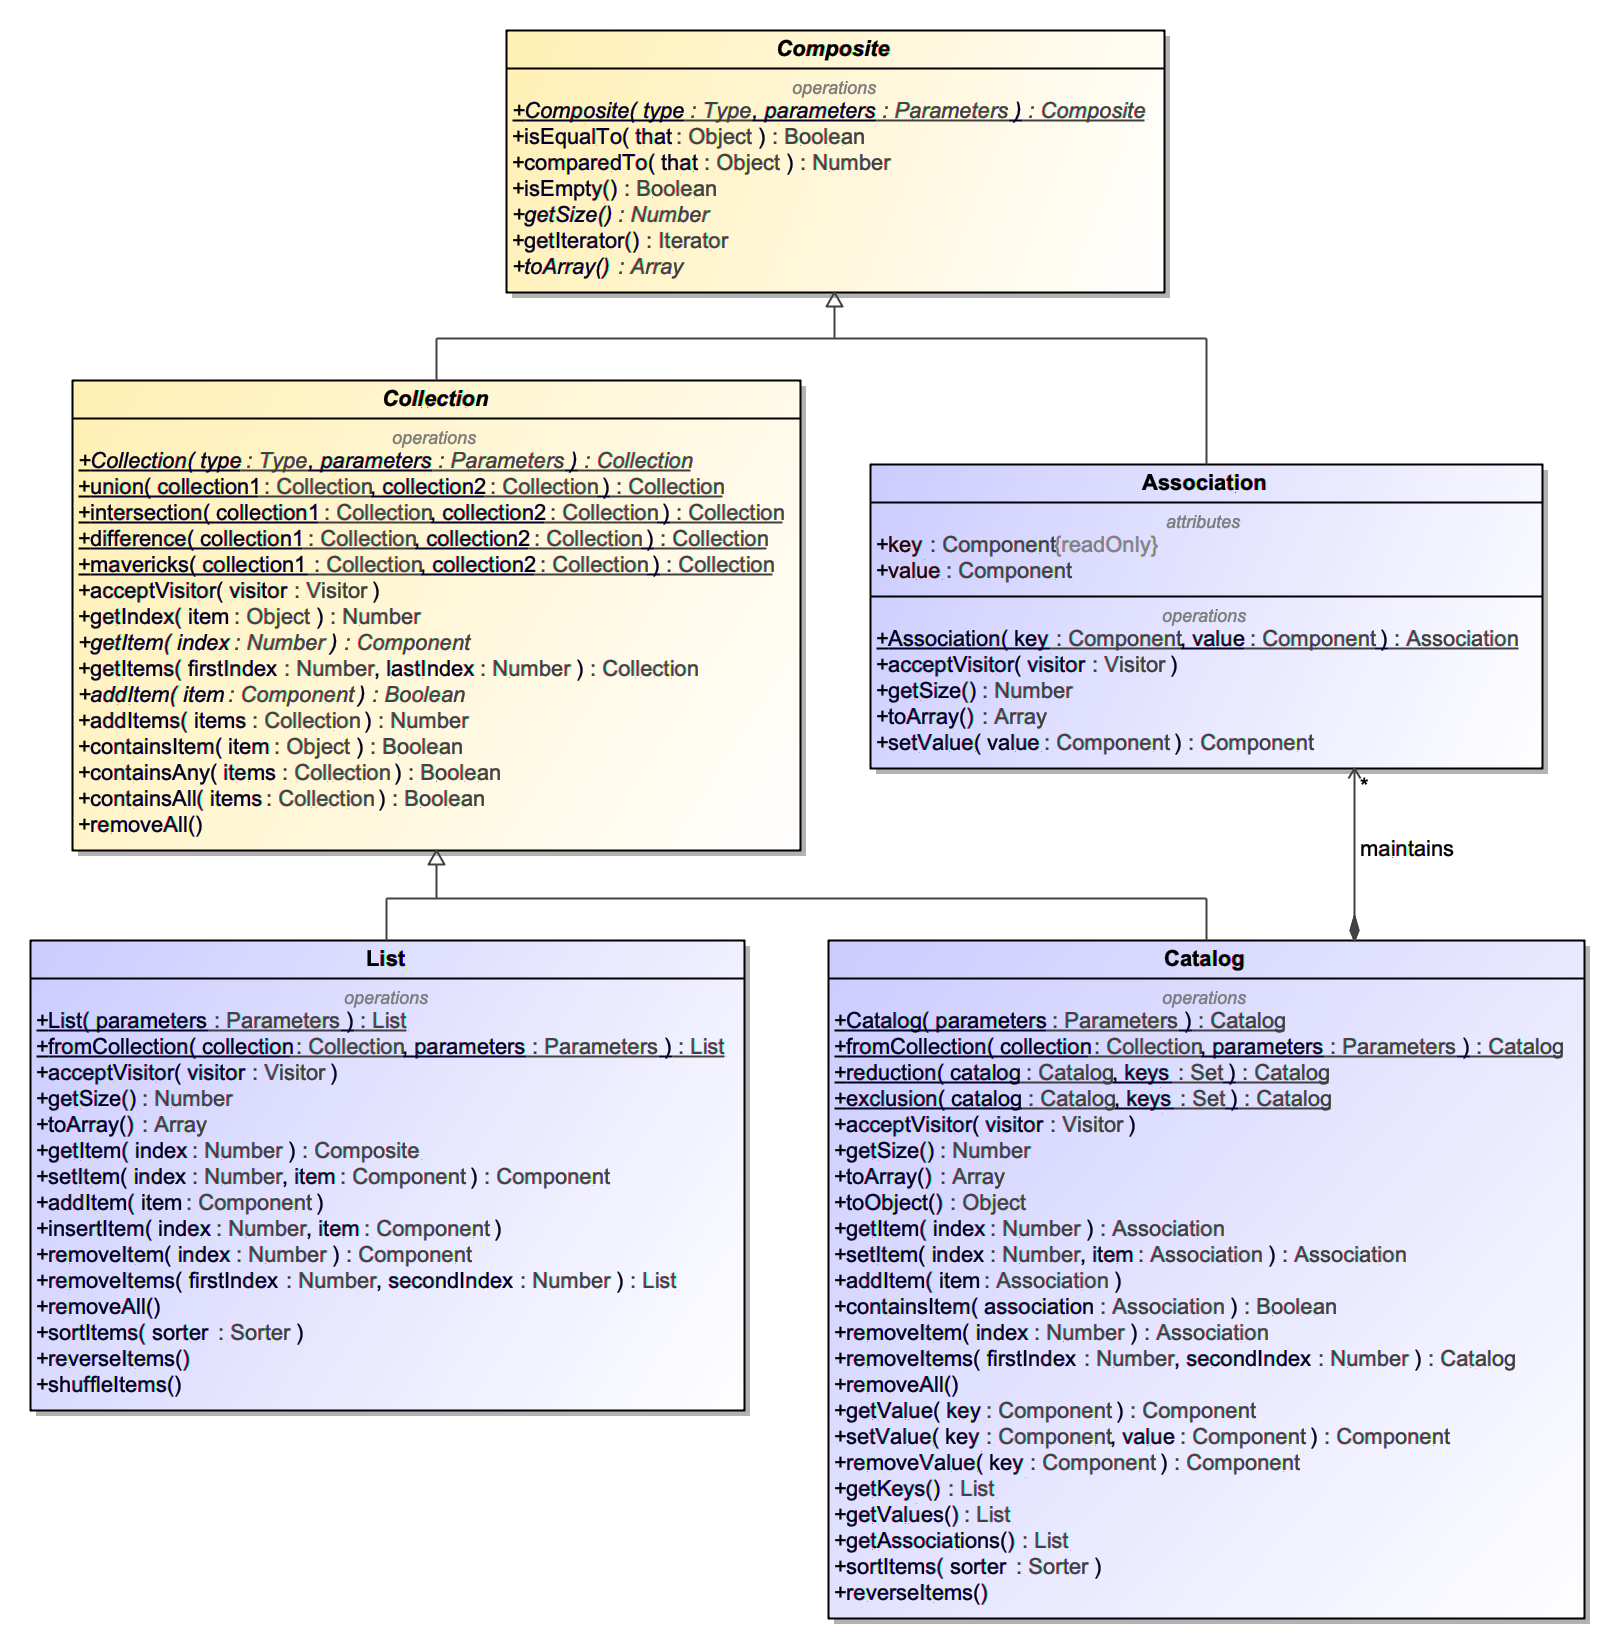 Composite
operations
+Composite( type : Type, parameters : Parameters ) : Composite
+isEqualTo( that : Object ) : Boolean
+comparedTo( that : Object ) : Number
+isEmpty() : Boolean
+getSize() : Number
+getIterator() : Iterator
+toArray() : Array
Collection
operations
+Collection( type : Type, parameters : Parameters ) : Collection
+union( collection1 : Collection, collection2 : Collection ) : Collection
+intersection( collection1 : Collection, collection2 : Collection ) : Collection
+difference( collection1 : Collection, collection2 : Collection ) : Collection
+mavericks( collection1 : Collection, collection2 : Collection ) : Collection
+acceptVisitor( visitor : Visitor )
+getIndex( item : Object ) : Number
+getItem( index : Number ) : Component
+getItems( firstIndex : Number, lastIndex : Number ) : Collection
+addItem( item : Component ) : Boolean
+addItems( items : Collection ) : Number
+containsItem( item : Object ) : Boolean
+containsAny( items : Collection ) : Boolean
+containsAll( items : Collection ) : Boolean
+removeAll()
Association
attributes
+key : Component{readOnly}
+value : Component
operations
+Association( key : Component, value : Component ) : Association
+acceptVisitor( visitor : Visitor )
+getSize() : Number
+toArray() : Array
+setValue( value : Component ) : Component
*
maintains
List
operations
+List( parameters : Parameters ) : List
+fromCollection( collection : Collection, parameters : Parameters ) : List
+acceptVisitor( visitor : Visitor )
+getSize() : Number
+toArray() : Array
+getItem( index : Number ) : Composite
+setItem( index : Number, item : Component ) : Component
+addItem( item : Component )
+insertItem( index : Number, item : Component )
+removeItem( index : Number ) : Component
+removeItems( firstIndex : Number, secondIndex : Number ) : List
+removeAll()
+sortItems( sorter : Sorter )
+reverseItems()
+shuffleItems()
Catalog
operations
+Catalog( parameters : Parameters ) : Catalog
+fromCollection( collection : Collection, parameters : Parameters ) : Catalog
+reduction( catalog : Catalog, keys : Set ) : Catalog
+exclusion( catalog : Catalog, keys : Set ) : Catalog
+acceptVisitor( visitor : Visitor )
+getSize() : Number
+toArray() : Array
+toObject() : Object
+getItem( index : Number ) : Association
+setItem( index : Number, item : Association ) : Association
+addItem( item : Association )
+containsItem( association : Association ) : Boolean
+removeItem( index : Number ) : Association
+removeItems( firstIndex : Number, secondIndex : Number ) : Catalog
+removeAll()
+getValue( key : Component ) : Component
+setValue( key : Component, value : Component ) : Component
+removeValue( key : Component ) : Component
+getKeys() : List
+getValues() : List
+getAssociations() : List
+sortItems( sorter : Sorter )
+reverseItems()